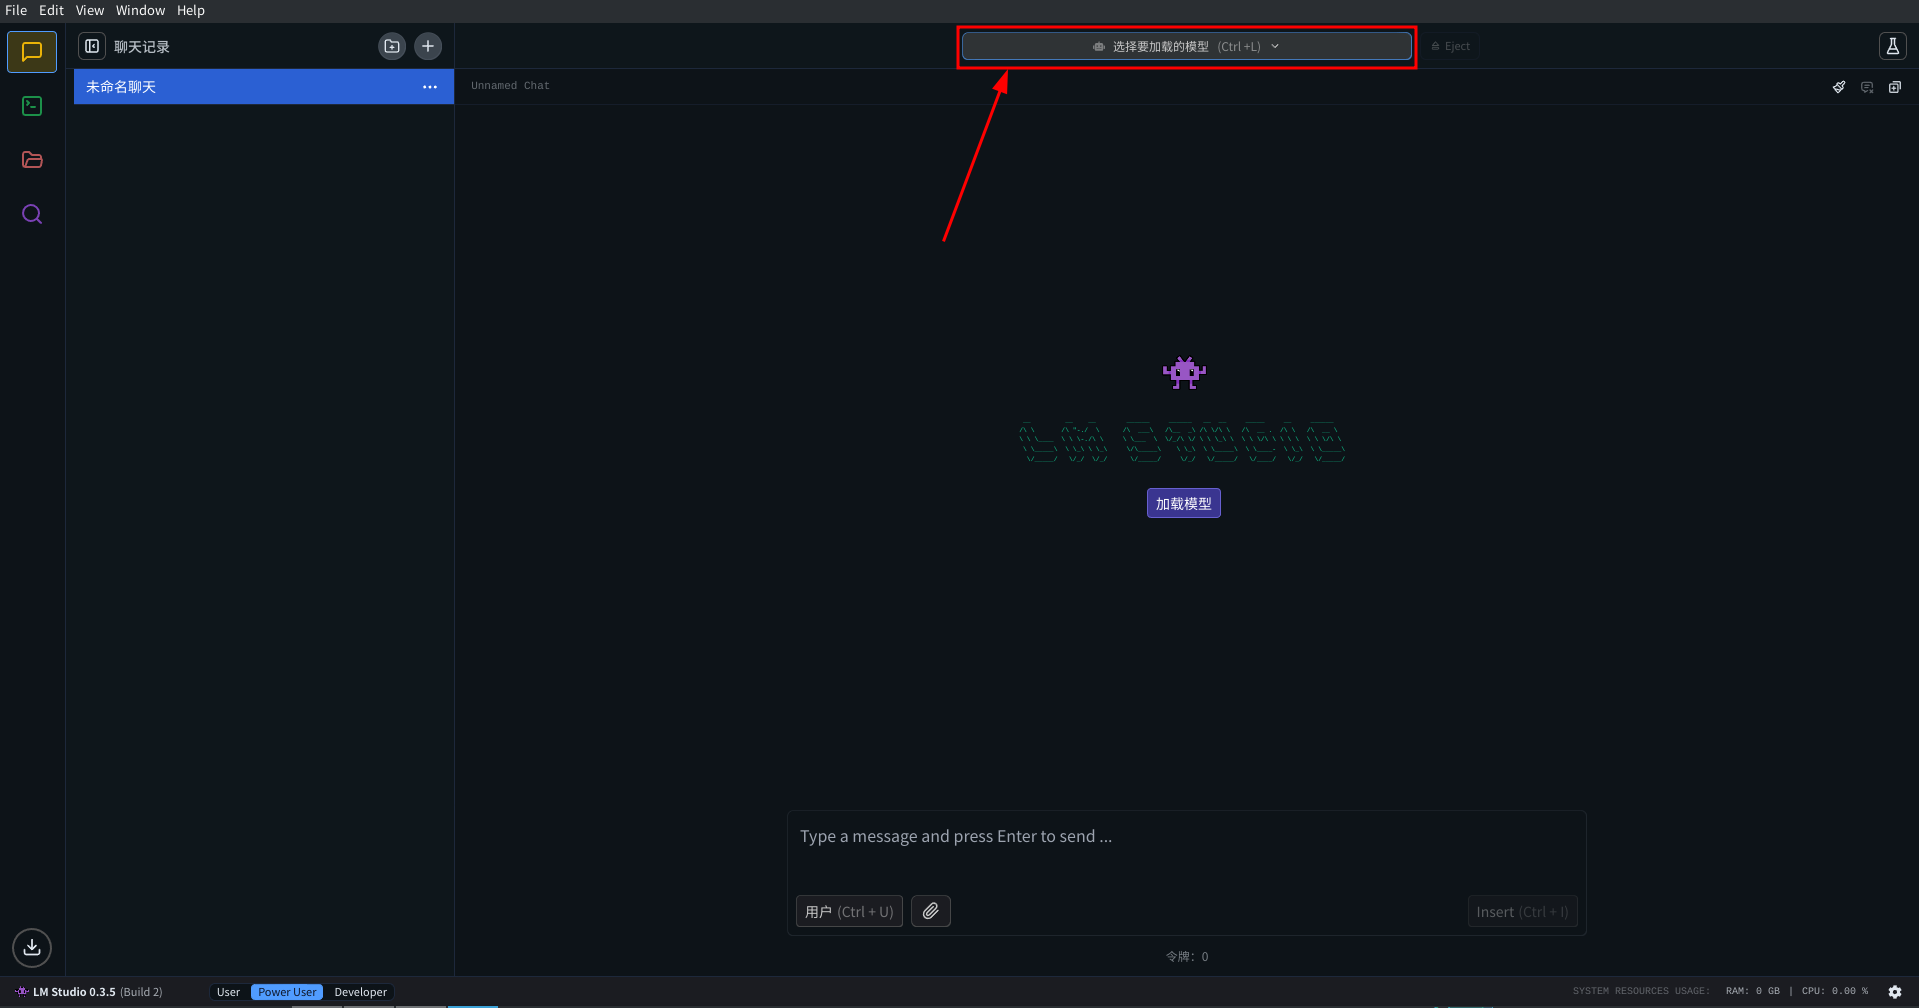 File Edit View Window Help
聊天记录
选择要加载的模型 (Ctrl +L)
Eject
未命名聊天
Unnamed Chat
LM STUDIO
加载模型
Type a message and press Enter to send ...
用户 (Ctrl + U)
Insert (Ctrl + I)
令牌: 0
LM Studio 0.3.5 (Build 2)
User Power User Developer
SYSTEM RESOURCES USAGE: RAM: 0 GB | CPU: 0.00 %